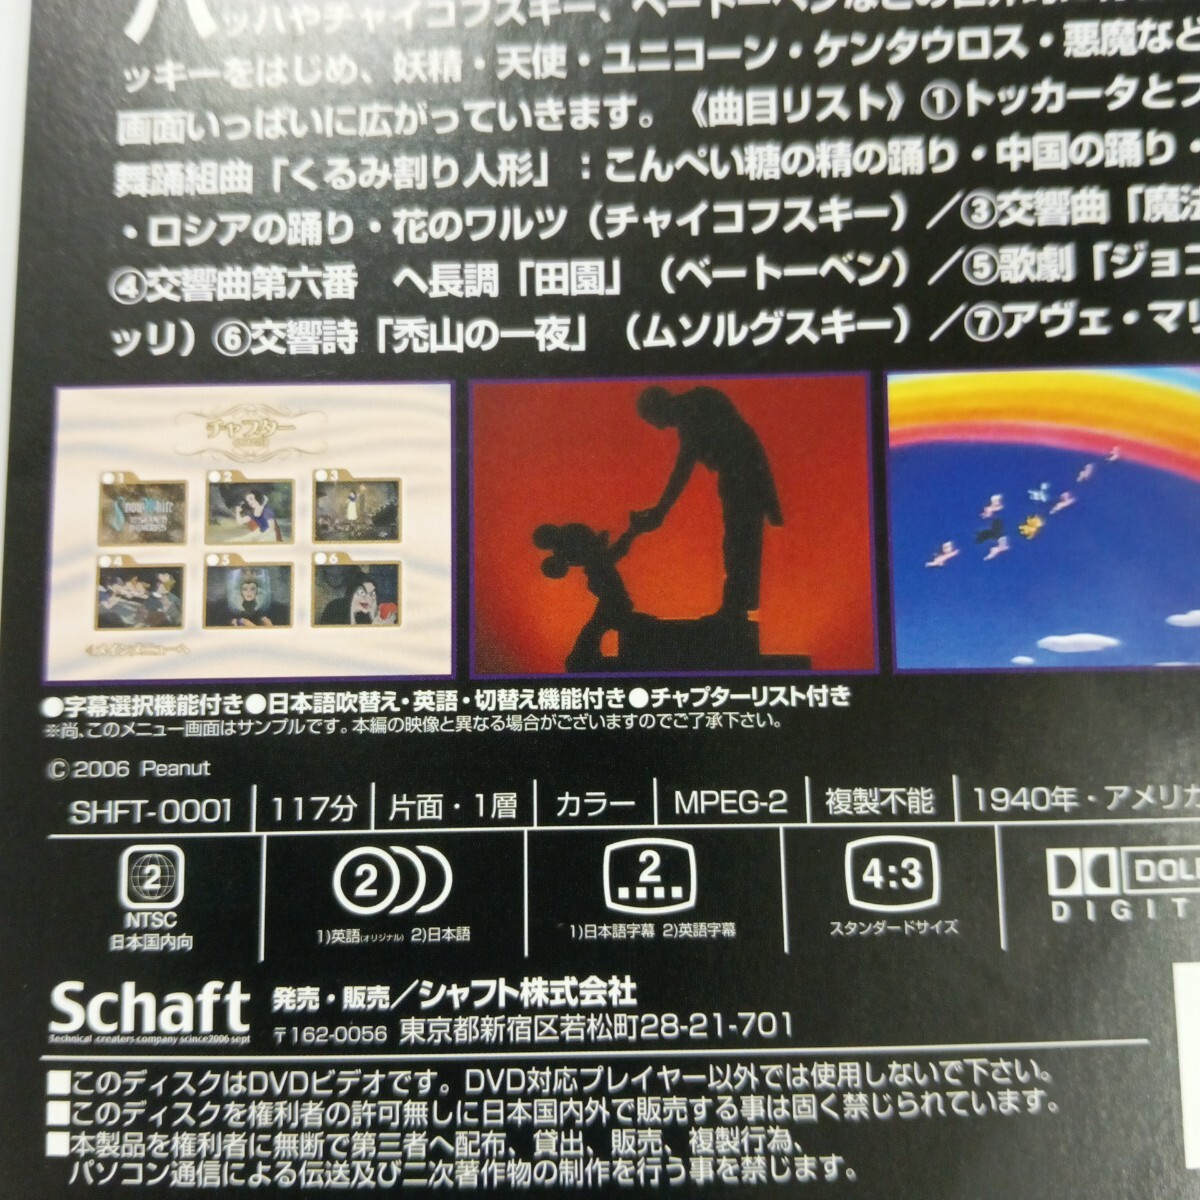 ッキーをはじめ、妖精・天使・ユニコーン・ケンタウロス・悪魔など
画面いっぱいに広がっていきます。《曲目リスト》①トッカータとフ
舞踊組曲「くるみ割り人形」：こんぺい糖の精の踊り・中国の踊り・
・ロシアの踊り・花のワルツ（チャイコフスキー）／③交響曲「魔法
④交響曲第六番　ヘ長調「田園」（ベートーベン）／⑤歌劇「ジョコ
ッリ）⑥交響詩「禿山の一夜」（ムソルグスキー）／⑦アヴェ・マリ
チャプター
1
2
3
Snow White
4
5
6
メインメニューへ
●字幕選択機能付き●日本語吹替え・英語・切替え機能付き●チャプターリスト付き
※尚、このメニュー画面はサンプルです。本編の映像と異なる場合がございますのでご了承下さい。
© 2006 Peanut
SHFT-0001 117分 片面・1層 カラー MPEG-2 複製不能 1940年・アメリカ
2
NTSC
日本国内向
2
1)英語(オリジナル) 2)日本語
2
1)日本語字幕 2)英語字幕
4:3
スタンダードサイズ
DOL
DIGIT
Schaft
Technical creaters company scince2006 sept
発売・販売／シャフト株式会社
〒162-0056 東京都新宿区若松町28-21-701
■このディスクはDVDビデオです。DVD対応プレイヤー以外では使用しないで下さい。
■このディスクを権利者の許可無しに日本国内外で販売する事は固く禁じられています。
■本製品を権利者に無断で第三者へ配布、貸出、販売、複製行為、
パソコン通信による伝送及び二次著作物の制作を行う事を禁じます。